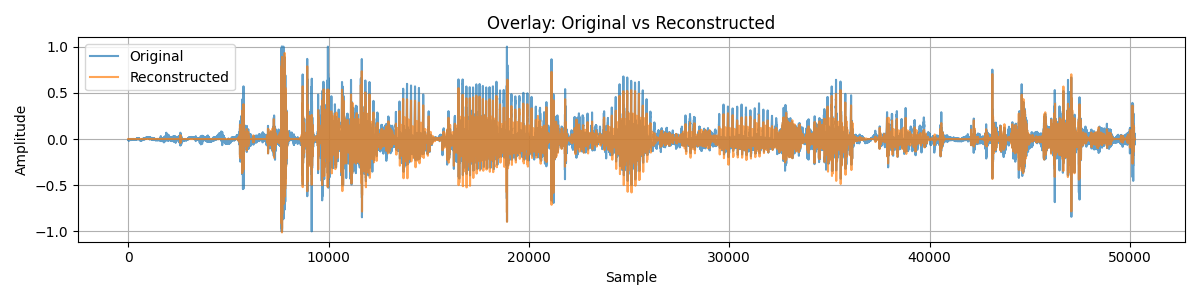 Overlay: Original vs Reconstructed
Original
Reconstructed
1.0
0.5
0.0
−0.5
−1.0
Amplitude
0
10000
20000
30000
40000
50000
Sample